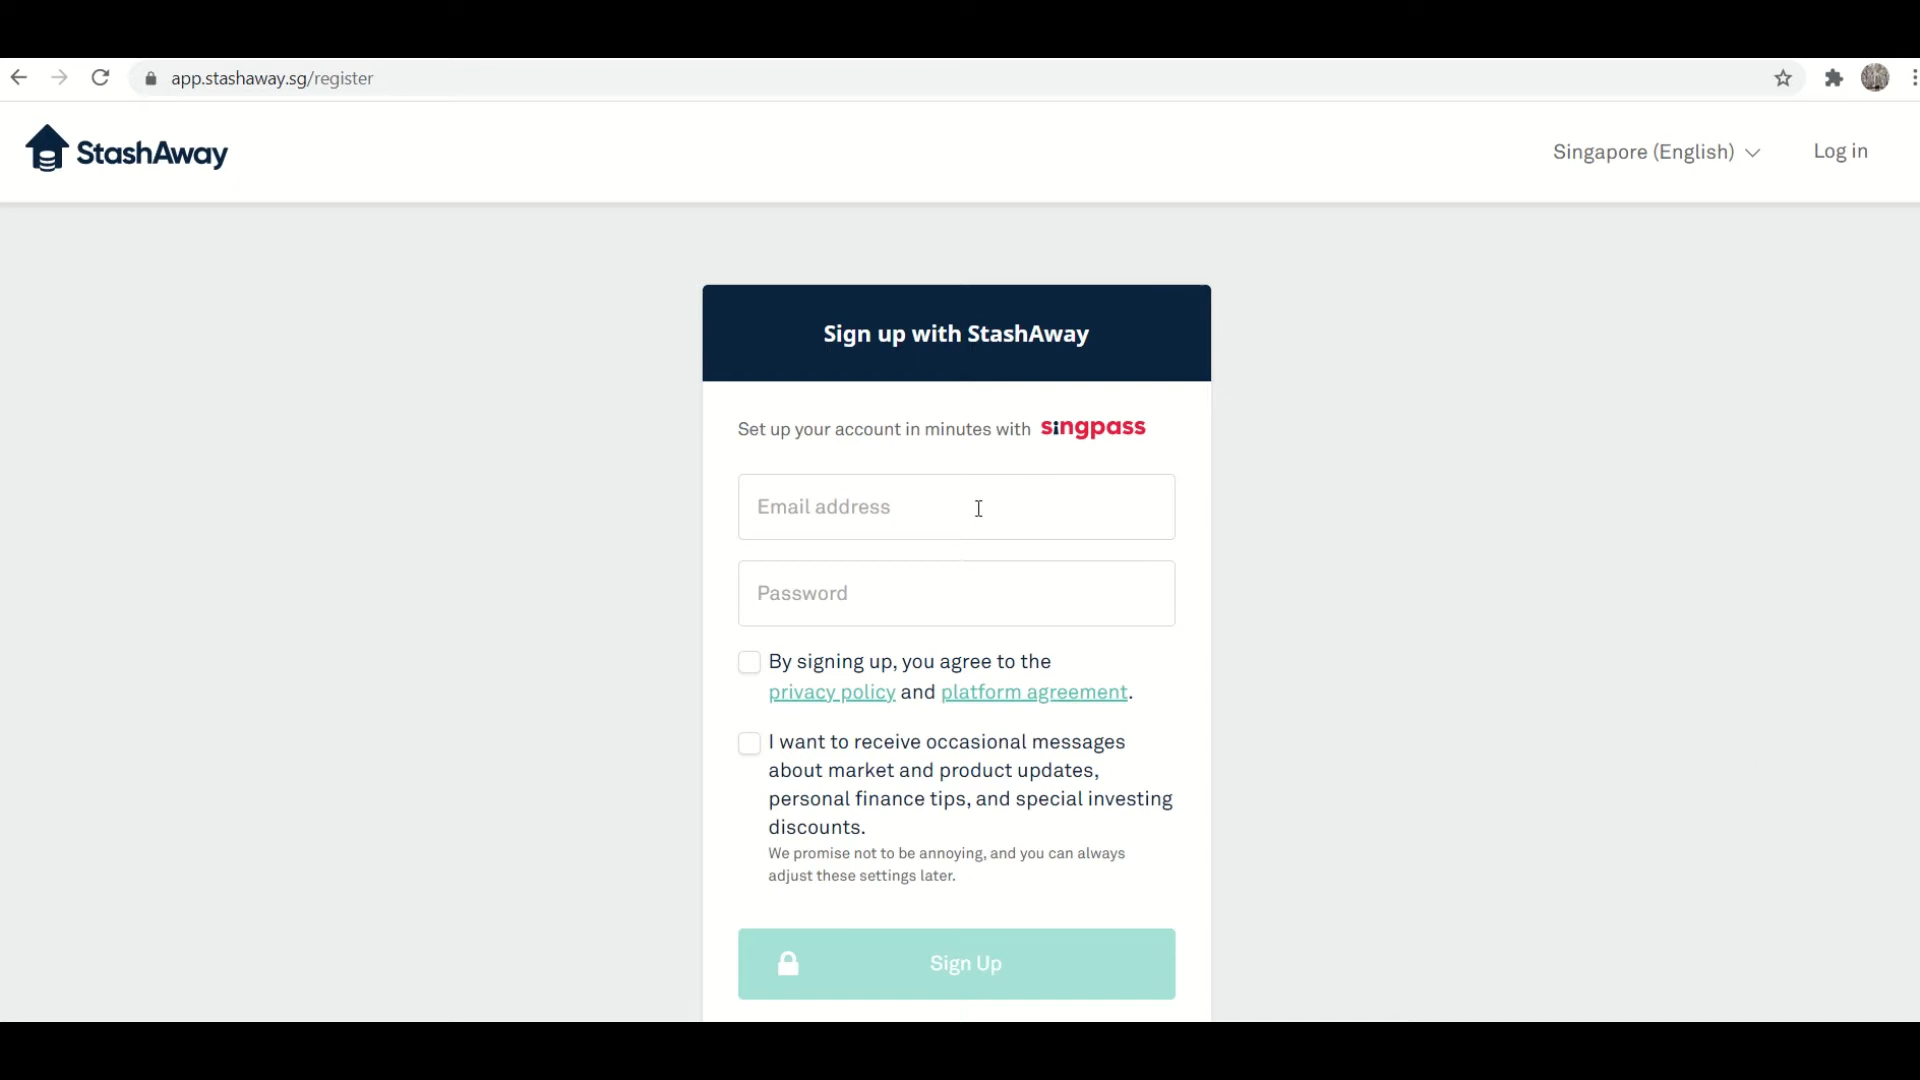 app.stashaway.sg/register
StashAway
Singapore (English)
Log in
Sign up with StashAway
Set up your account in minutes with singpass
Email address
Password
By signing up, you agree to the
privacy policy and platform agreement.
I want to receive occasional messages
about market and product updates,
personal finance tips, and special investing
discounts.
We promise not to be annoying, and you can always
adjust these settings later.
Sign Up